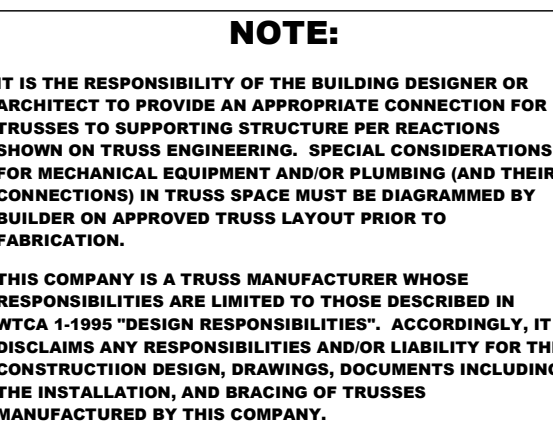 NOTE:
IT IS THE RESPONSIBILITY OF THE BUILDING DESIGNER OR
ARCHITECT TO PROVIDE AN APPROPRIATE CONNECTION FOR
TRUSSES TO SUPPORTING STRUCTURE PER REACTIONS
SHOWN ON TRUSS ENGINEERING. SPECIAL CONSIDERATIONS
FOR MECHANICAL EQUIPMENT AND/OR PLUMBING (AND THEIR
CONNECTIONS) IN TRUSS SPACE MUST BE DIAGRAMMED BY
BUILDER ON APPROVED TRUSS LAYOUT PRIOR TO
FABRICATION.
THIS COMPANY IS A TRUSS MANUFACTURER WHOSE
RESPONSIBILITIES ARE LIMITED TO THOSE DESCRIBED IN
WTCA 1-1995 "DESIGN RESPONSIBILITIES". ACCORDINGLY, IT
DISCLAIMS ANY RESPONSIBILITIES AND/OR LIABILITY FOR THE
CONSTRUCTIION DESIGN, DRAWINGS, DOCUMENTS INCLUDING
THE INSTALLATION, AND BRACING OF TRUSSES
MANUFACTURED BY THIS COMPANY.